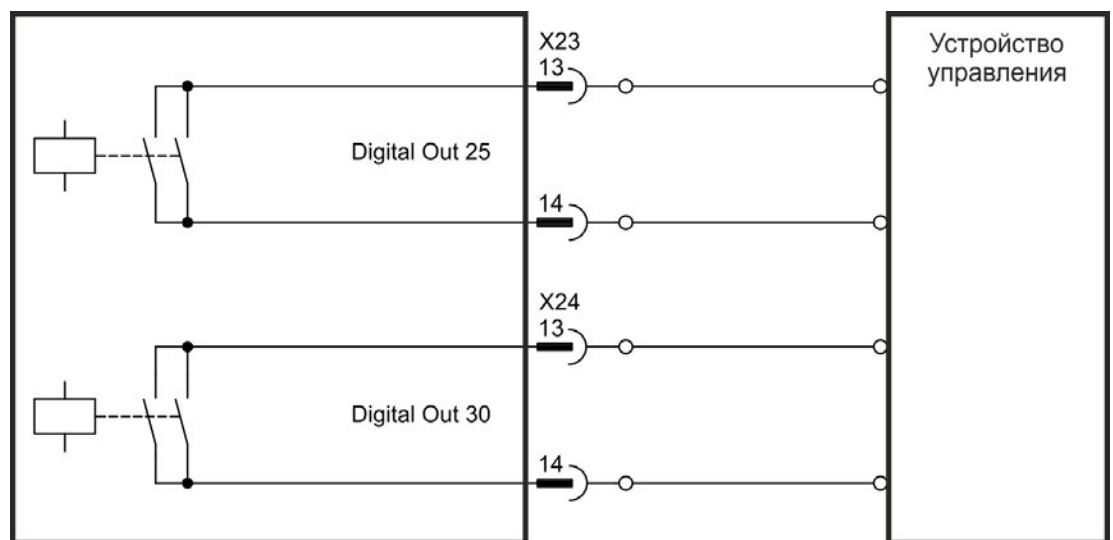 X23
13
Устройство
управления
Digital Out 25
14
X24
13
Digital Out 30
14